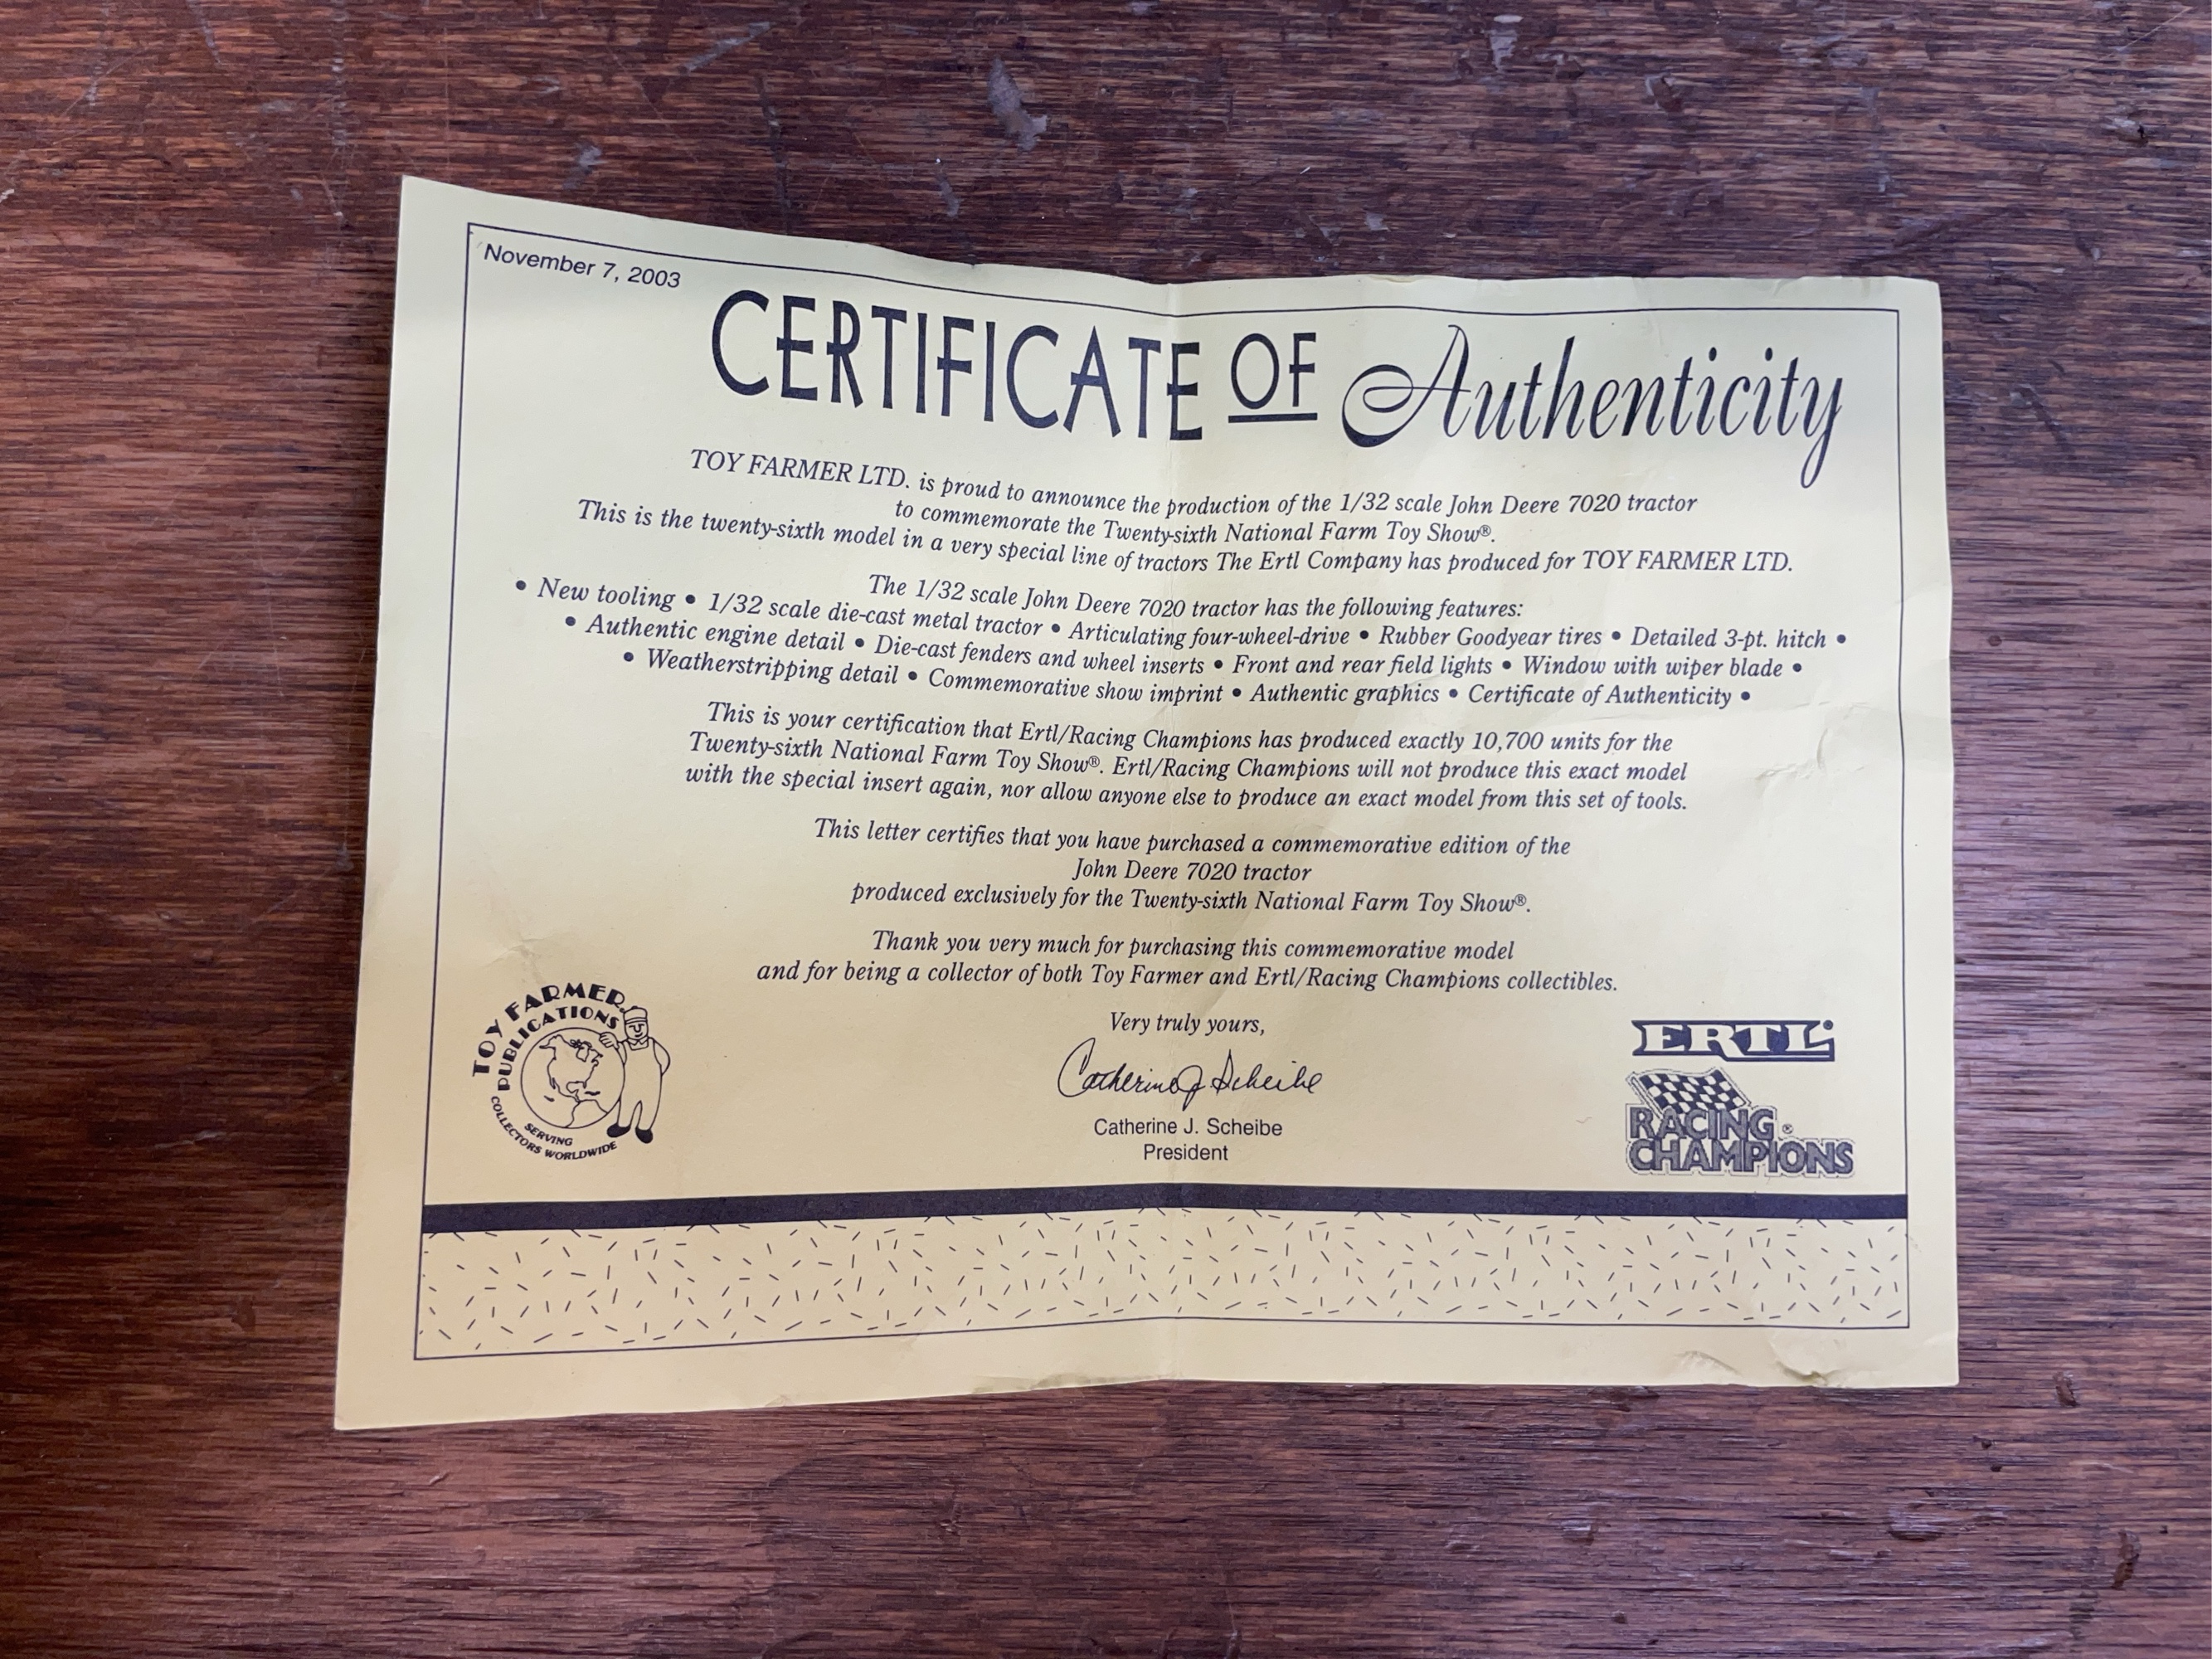 November 7, 2003
CERTIFICATE OF Authenticity
TOY FARMER LTD. is proud to announce the production of the 1/32 scale John Deere 7020 tractor
to commemorate the Twenty-sixth National Farm Toy Show®.
This is the twenty-sixth model in a very special line of tractors The Ertl Company has produced for TOY FARMER LTD.
The 1/32 scale John Deere 7020 tractor has the following features:
• New tooling • 1/32 scale die-cast metal tractor • Articulating four-wheel-drive • Rubber Goodyear tires • Detailed 3-pt. hitch •
• Authentic engine detail • Die-cast fenders and wheel inserts • Front and rear field lights • Window with wiper blade •
• Weatherstripping detail • Commemorative show imprint • Authentic graphics • Certificate of Authenticity •
This is your certification that Ertl/Racing Champions has produced exactly 10,700 units for the
Twenty-sixth National Farm Toy Show®. Ertl/Racing Champions will not produce this exact model
with the special insert again, nor allow anyone else to produce an exact model from this set of tools.
This letter certifies that you have purchased a commemorative edition of the
John Deere 7020 tractor
produced exclusively for the Twenty-sixth National Farm Toy Show®.
Thank you very much for purchasing this commemorative model
and for being a collector of both Toy Farmer and Ertl/Racing Champions collectibles.
Very truly yours,
Catherine J Scheibe
Catherine J. Scheibe
President
TOY FARMER
PUBLICATIONS
SERVING
COLLECTORS WORLDWIDE
ERTL®
RACING
CHAMPIONS®